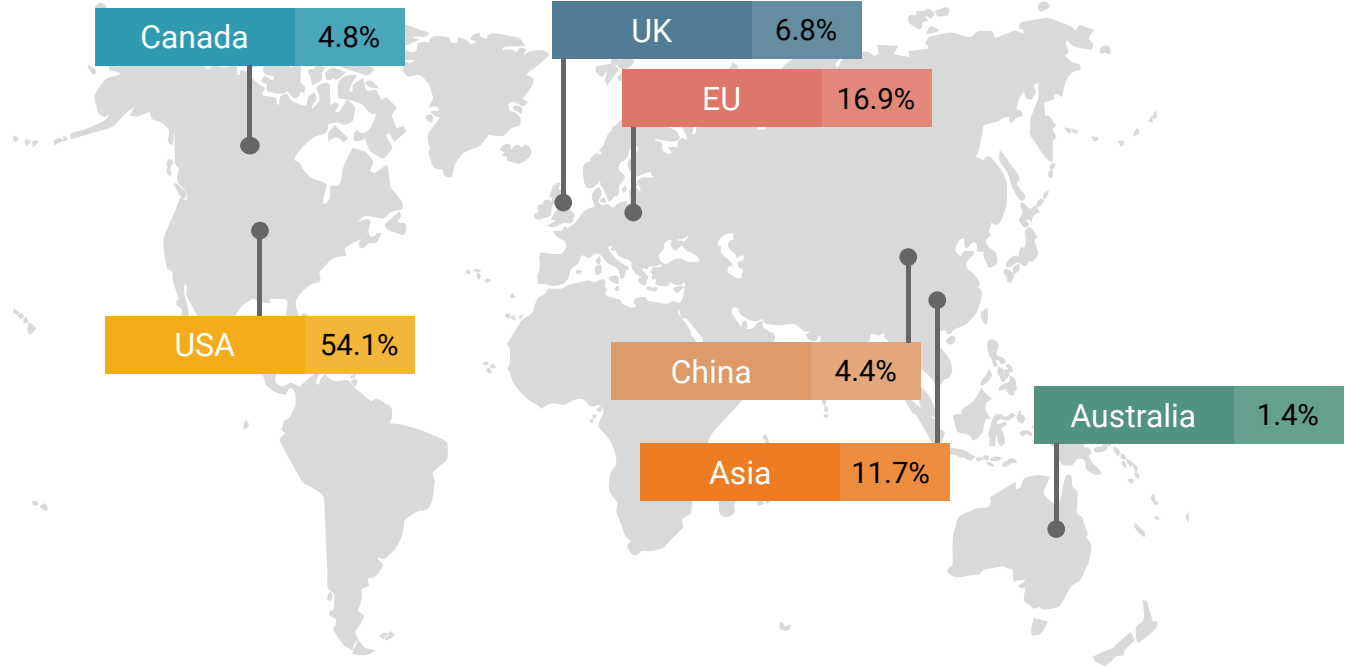 Canada 4.8%
UK 6.8%
EU 16.9%
USA 54.1%
China 4.4%
Australia 1.4%
Asia 11.7%